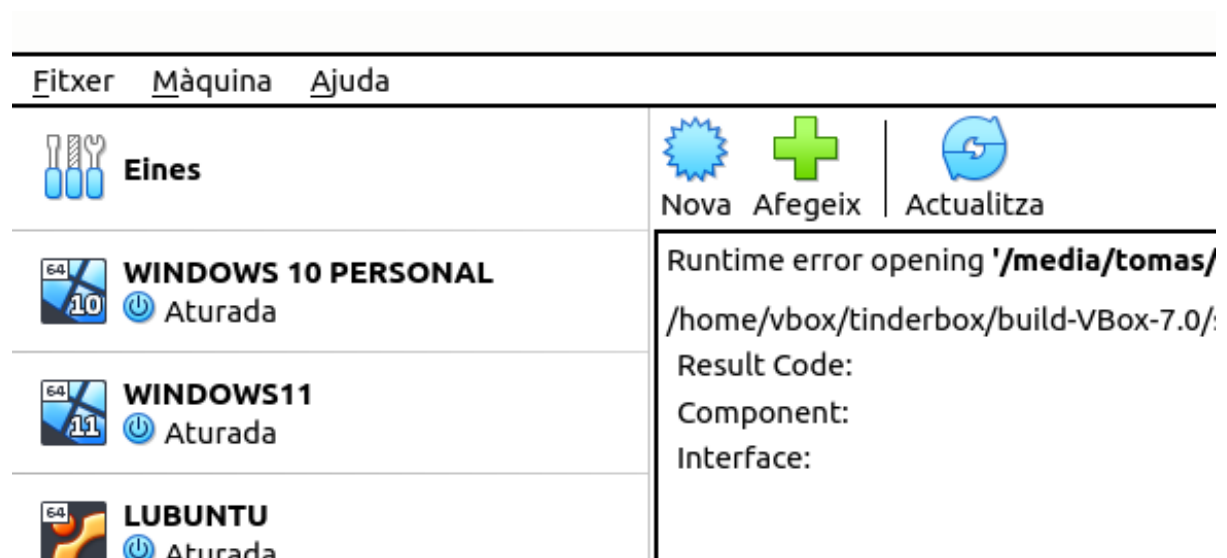 Fitxer Màquina Ajuda
Eines
Nova Afegeix Actualitza
64 10 WINDOWS 10 PERSONAL
Aturada
64 11 WINDOWS11
Aturada
64 LUBUNTU
Aturada
Runtime error opening '/media/tomas/
/home/vbox/tinderbox/build-VBox-7.0/
Result Code:
Component:
Interface: